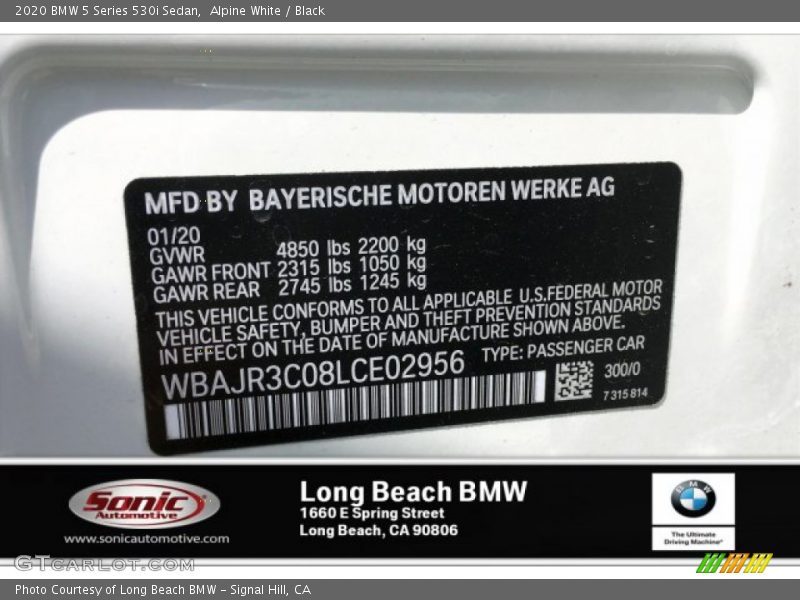 2020 BMW 5 Series 530i Sedan, Alpine White / Black
MFD BY BAYERISCHE MOTOREN WERKE AG
01/20
GVWR 4850 lbs 2200 kg
GAWR FRONT 2315 lbs 1050 kg
GAWR REAR 2745 lbs 1245 kg
THIS VEHICLE CONFORMS TO ALL APPLICABLE U.S.FEDERAL MOTOR
VEHICLE SAFETY, BUMPER AND THEFT PREVENTION STANDARDS
IN EFFECT ON THE DATE OF MANUFACTURE SHOWN ABOVE.
WBAJR3C08LCE02956 TYPE: PASSENGER CAR
300/0
7 315 814
Sonic
Automotive
www.sonicautomotive.com
Long Beach BMW
1660 E Spring Street
Long Beach, CA 90806
BMW
The Ultimate
Driving Machine®
GTcarlot.com
Photo Courtesy of Long Beach BMW - Signal Hill, CA